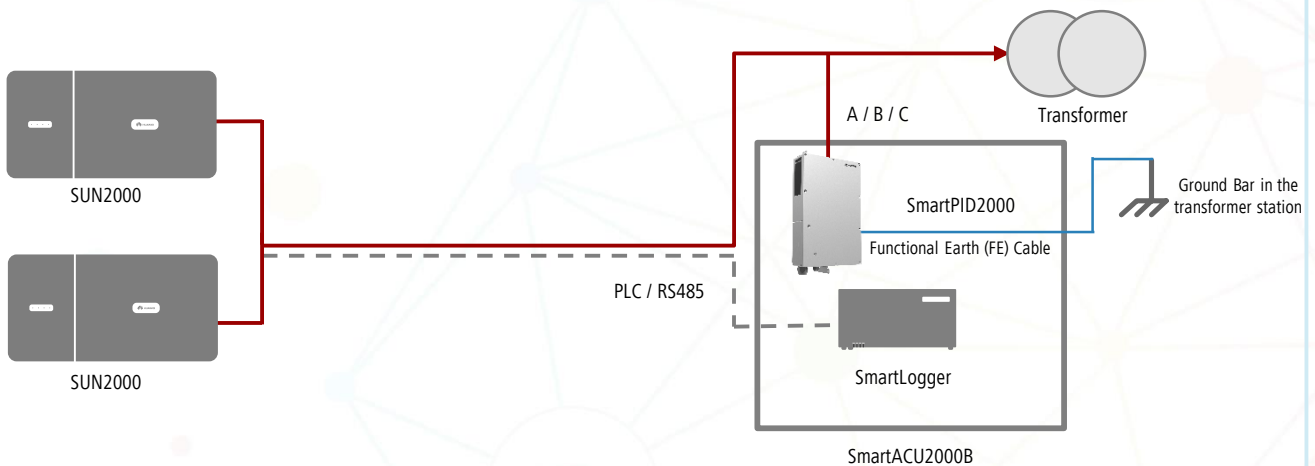 SUN2000
SUN2000
PLC / RS485
A / B / C
Transformer
SmartPID2000
Functional Earth (FE) Cable
Ground Bar in the
transformer station
SmartLogger
SmartACU2000B